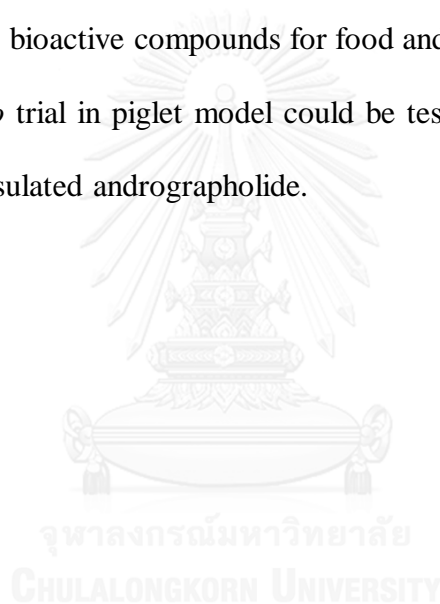 bioactive compounds for food and
trial in piglet model could be tes
sulated andrographolide.
จุฬาลงกรณ์มหาวิทยาลัย
CHULALONGKORN UNIVERSITY